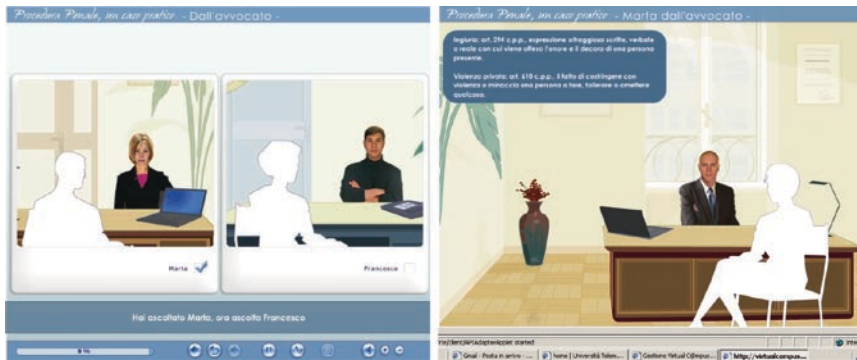 Procedura Penale, un caso pratico - Dall'avvocato -
Marta
Francesco
Hai ascoltato Marta, ora ascolta Francesco
Procedura Penale, un caso pratico - Marta dall'avvocato -
Ingiuria: art. 594 c.p.p., espressione oltraggiosa scritta, verbale
o reale con cui viene offeso l'onore e il decoro di una persona
presente.
Violenza privata: art. 610 c.p.p., il fatto di costringere con
violenza o minaccia una persona a fare, tollerare o omettere
qualcosa.
Gmail - Posta in arrivo - ...
home | Università Telem...
Gestione Virtual C@mpus...
http://virtualcampus...